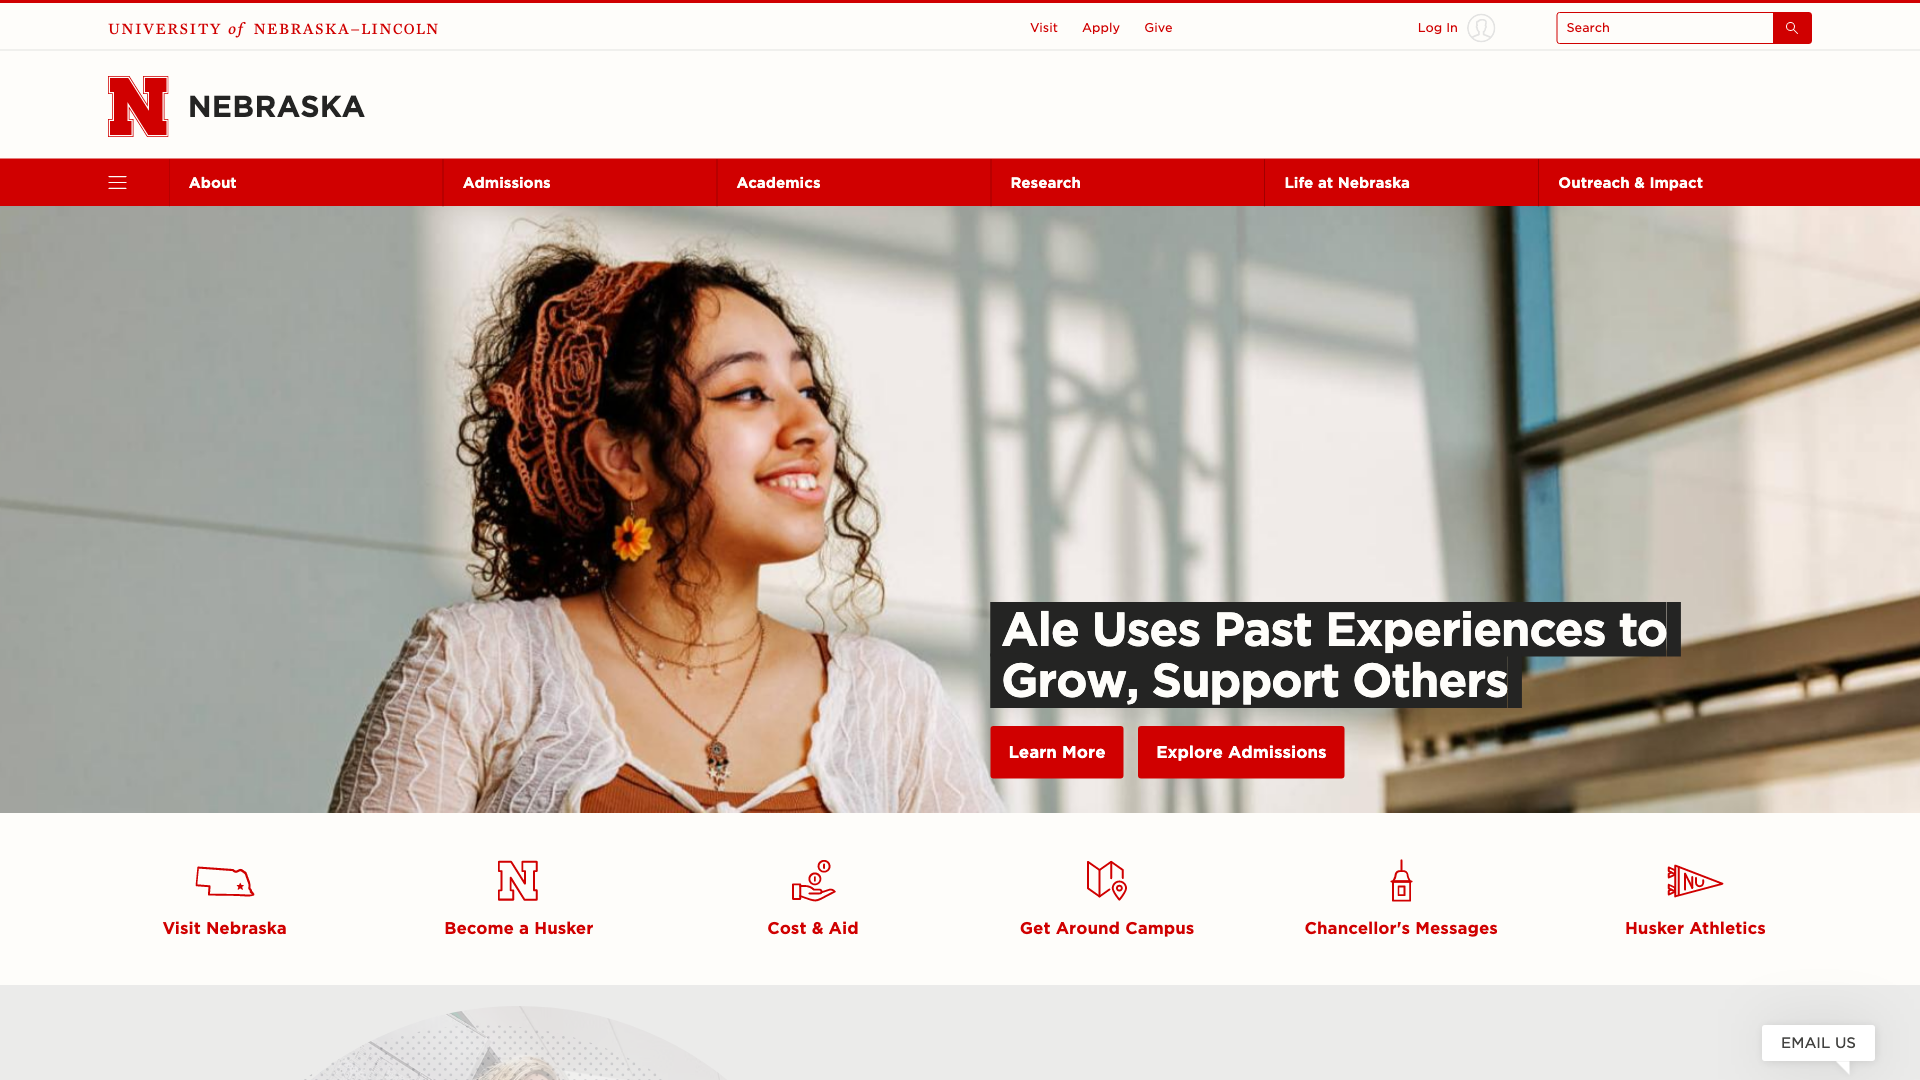 UNIVERSITY of NEBRASKA–LINCOLN
Visit
Apply
Give
Log In
Search
N
NEBRASKA
About
Admissions
Academics
Research
Life at Nebraska
Outreach & Impact
Ale Uses Past Experiences to
Grow, Support Others
Learn More
Explore Admissions
N
NU
Visit Nebraska
Become a Husker
Cost & Aid
Get Around Campus
Chancellor's Messages
Husker Athletics
EMAIL US